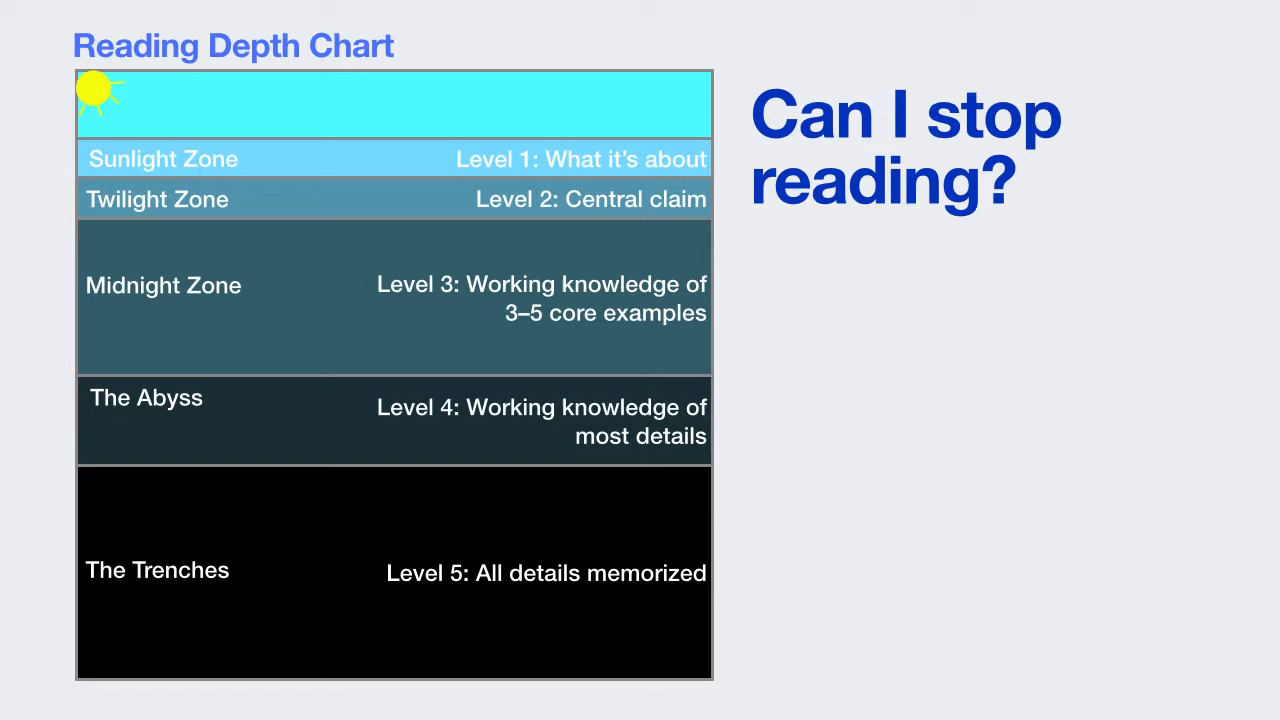 Reading Depth Chart
Can I stop
reading?
Sunlight Zone
Level 1: What it’s about
Twilight Zone
Level 2: Central claim
Midnight Zone
Level 3: Working knowledge of
3–5 core examples
The Abyss
Level 4: Working knowledge of
most details
The Trenches
Level 5: All details memorized